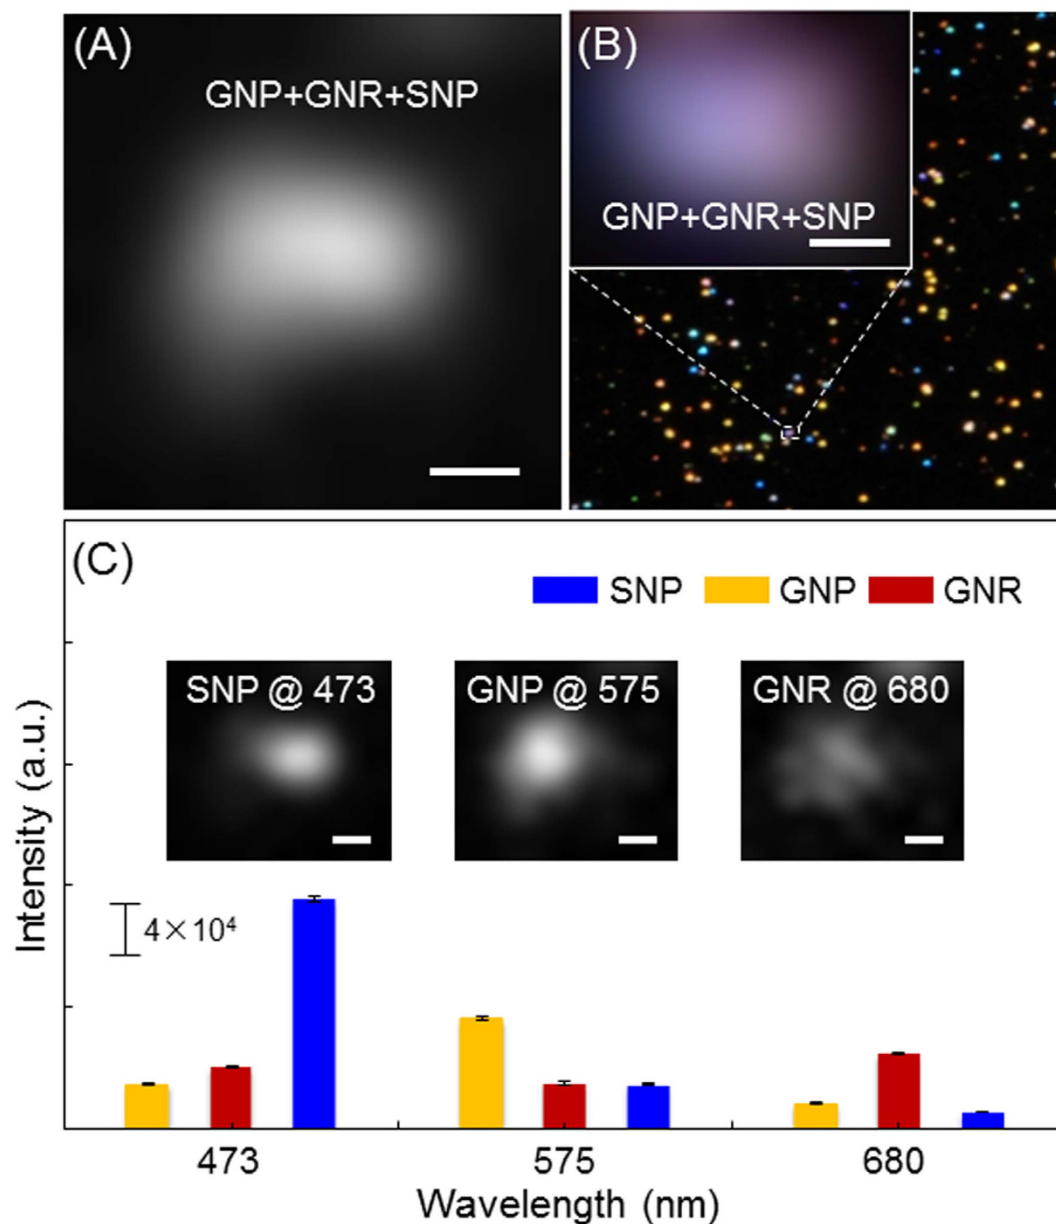 (A)
GNP+GNR+SNP
(B)
GNP+GNR+SNP
(C)
SNP GNP GNR
SNP @ 473
GNP @ 575
GNR @ 680
Intensity (a.u.)
4×10⁴
473 575 680
Wavelength (nm)